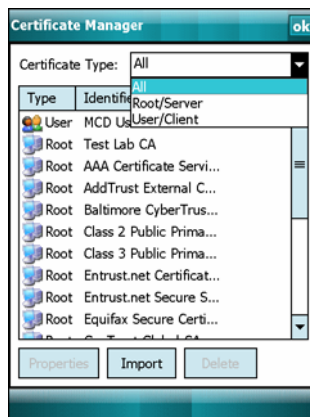 Certificate Manager ok
Certificate Type: All
All
Root/Server
User/Client
Type Identifie
User MCD Us
Root Test Lab CA
Root AAA Certificate Servi...
Root AddTrust External C...
Root Baltimore CyberTrus...
Root Class 2 Public Prima...
Root Class 3 Public Prima...
Root Entrust.net Certificat...
Root Entrust.net Secure S...
Root Equifax Secure Certi...
Properties Import Delete